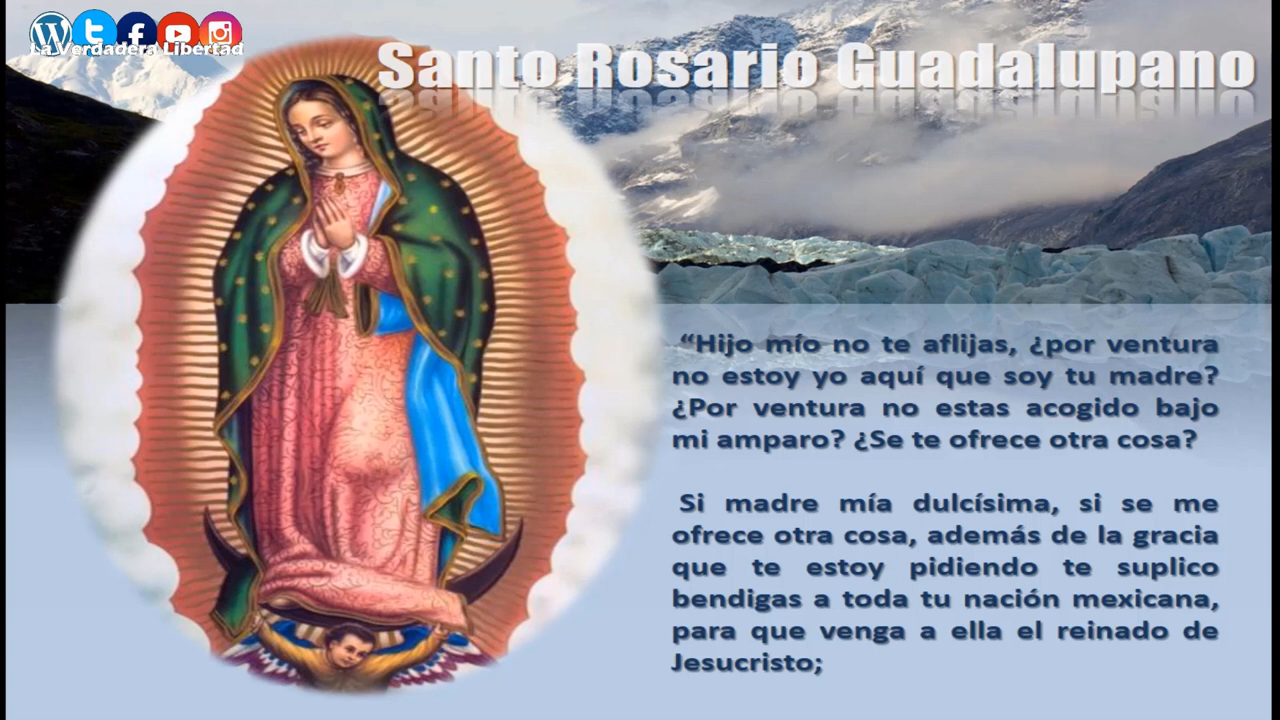 La Verdadera Libertad
Santo Rosario Guadalupano
“Hijo mío no te aflijas, ¿por ventura
no estoy yo aquí que soy tu madre?
¿Por ventura no estas acogido bajo
mi amparo? ¿Se te ofrece otra cosa?
Si madre mía dulcísima, si se me
ofrece otra cosa, además de la gracia
que te estoy pidiendo te suplico
bendigas a toda tu nación mexicana,
para que venga a ella el reinado de
Jesucristo;